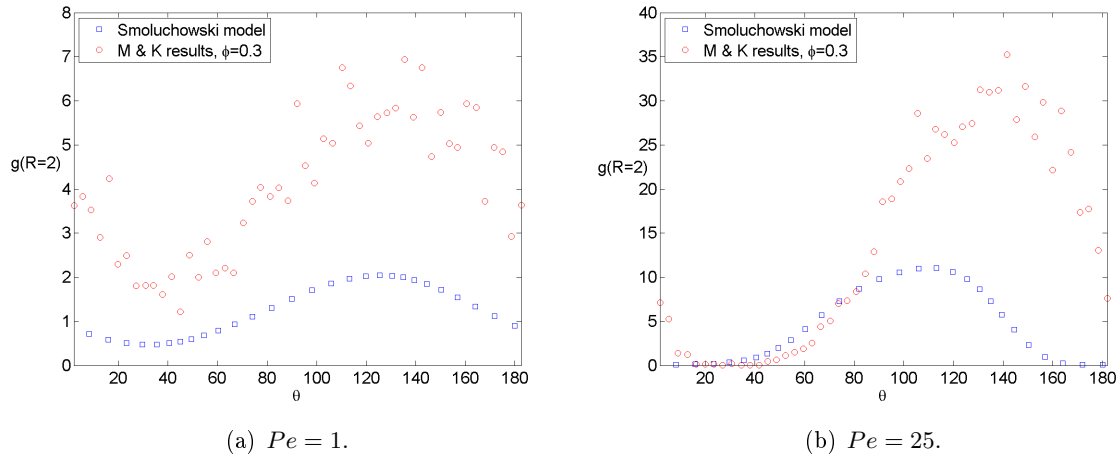 8
7
6
5
4
3
2
1
0
g(R=2)
Smoluchowski model
M & K results, ϕ=0.3
20 40 60 80 100 120 140 160 180
θ
(a) Pe = 1.
40
35
30
25
20
15
10
5
0
g(R=2)
Smoluchowski model
M & K results, ϕ=0.3
20 40 60 80 100 120 140 160 180
θ
(b) Pe = 25.